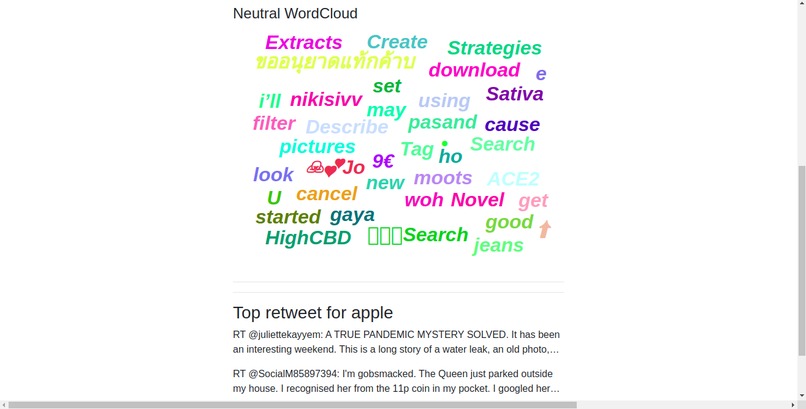 Neutral WordCloud
Extracts Create
Strategies
ขออนุญาตแท้กค้าบ
download e
set
i'll nikisivv may using Sativa
filter Describe pasand cause
pictures Tag • ho Search
🙏💕Jo 9€
look new moots ACE2
U cancel woh Novel get
started gaya good ⬆
HighCBD Search
jeans
Top retweet for apple
RT @juliettekayyem: A TRUE PANDEMIC MYSTERY SOLVED. It has been
an interesting weekend. This is a long story of a water leak, an old photo,…
RT @SocialM85897394: I'm gobsmacked. The Queen just parked outside
my house. I recognised her from the 11p coin in my pocket. I googled her…